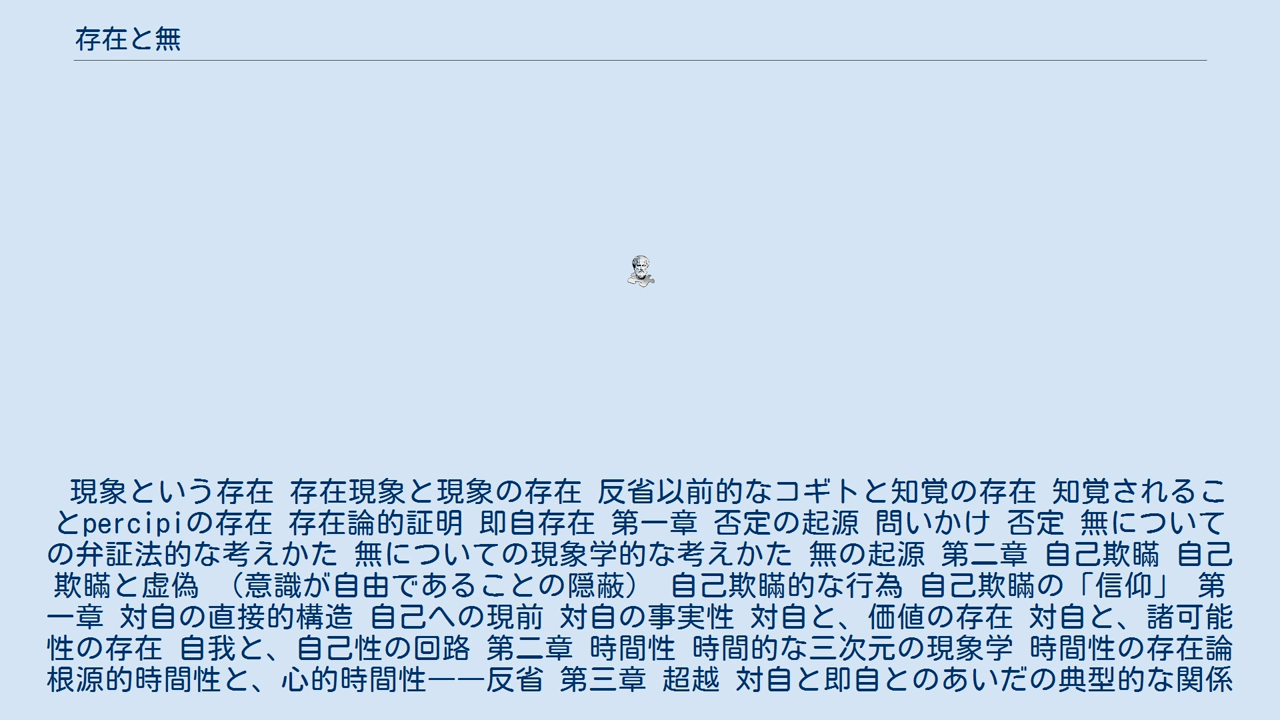 存在と無
現象という存在 存在現象と現象の存在 反省以前的なコギトと知覚の存在 知覚されるこ
とpercipiの存在 存在論的証明 即自存在 第一章 否定の起源 問いかけ 否定 無について
の弁証法的な考えかた 無についての現象学的な考えかた 無の起源 第二章 自己欺瞞 自己
欺瞞と虚偽 （意識が自由であることの隠蔽） 自己欺瞞的な行為 自己欺瞞の「信仰」 第
一章 対自の直接的構造 自己への現前 対自の事実性 対自と、価値の存在 対自と、諸可能
性の存在 自我と、自己性の回路 第二章 時間性 時間的な三次元の現象学 時間性の存在論
根源的時間性と、心的時間性――反省 第三章 超越 対自と即自とのあいだの典型的な関係